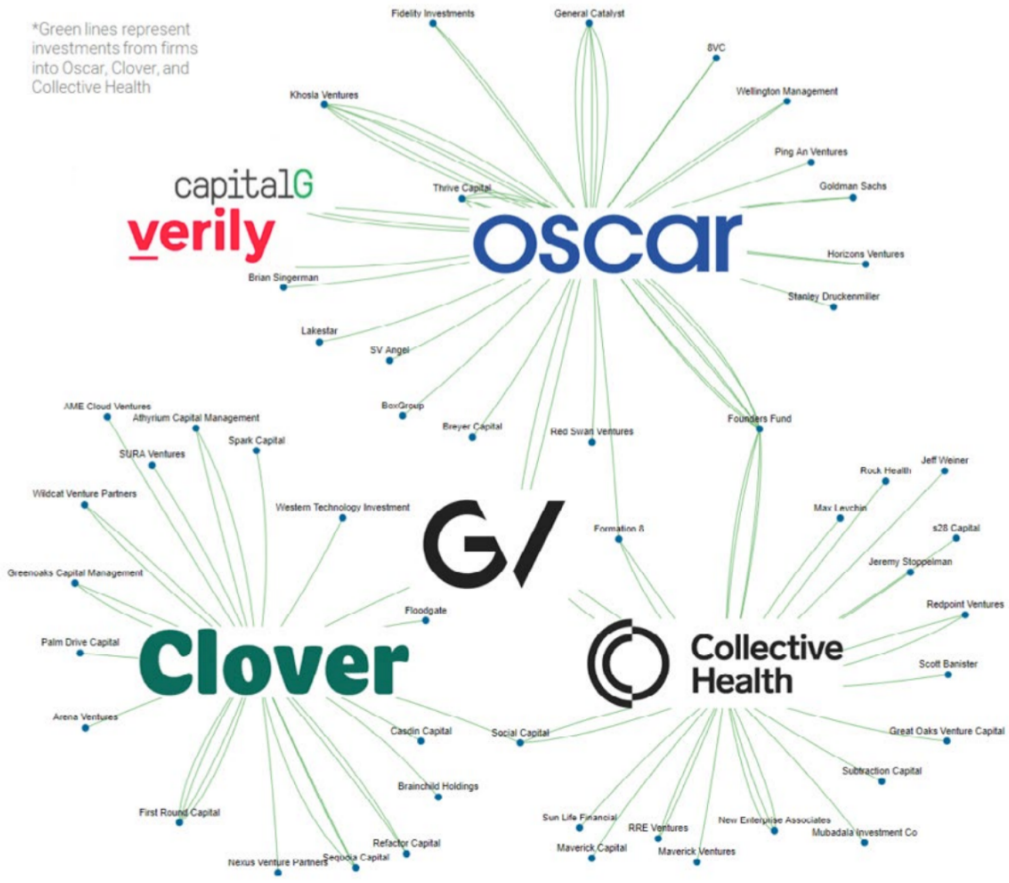 *Green lines represent
investments from firms
into Oscar, Clover, and
Collective Health
Fidelity Investments
General Catalyst
8VC
Khosla Ventures
Wellington Management
Ping An Ventures
Thrive Capital
Goldman Sachs
capitalG
verily
oscar
Horizons Ventures
Brian Singerman
Stanley Druckenmiller
Lakestar
SV Angel
BoxGroup
Breyer Capital
Red Swan Ventures
Founders Fund
AME Cloud Ventures
Athyrium Capital Management
Spark Capital
SURA Ventures
Wildcat Venture Partners
Western Technology Investment
GV
Formation 8
Jeff Weiner
Rock Health
Max Levchin
s28 Capital
Jeremy Stoppelman
Greenoaks Capital Management
Floodgate
Redpoint Ventures
Palm Drive Capital
Clover
Collective
Health
Scott Banister
Arena Ventures
Casdin Capital
Social Capital
Great Oaks Venture Capital
Subtraction Capital
Brainchild Holdings
First Round Capital
Sun Life Financial
RRE Ventures
New Enterprise Associates
Mubadala Investment Co
Refactor Capital
Maverick Capital
Maverick Ventures
Nexus Venture Partners
Sequoia Capital